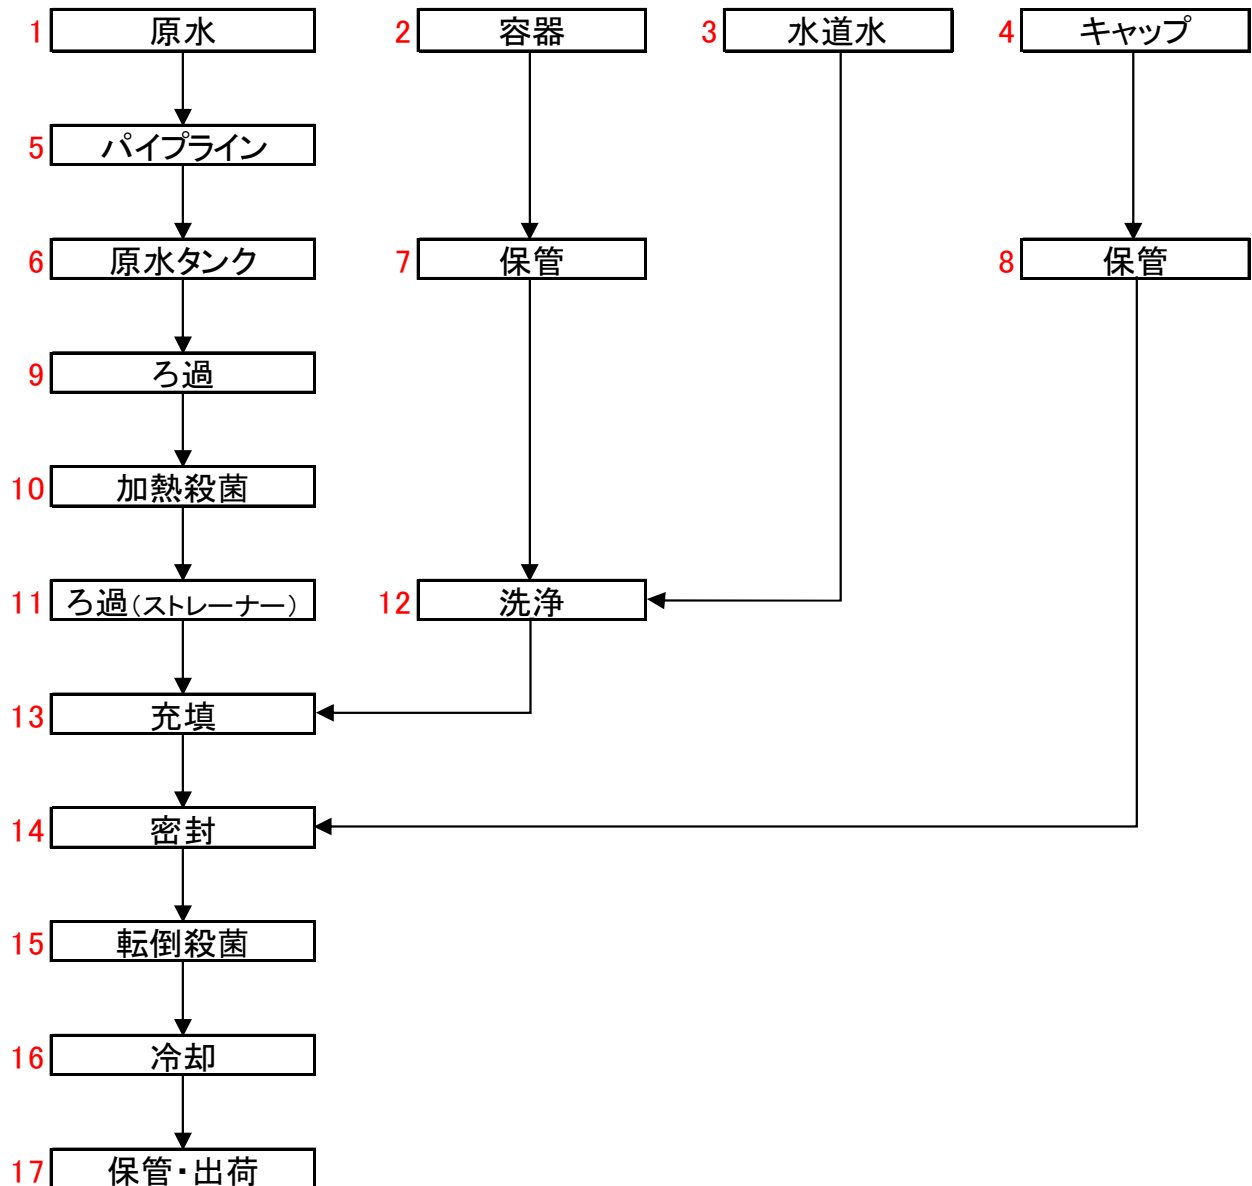 1 原水 2 容器 3 水道水 4 キャップ
5 パイプライン
6 原水タンク 7 保管 8 保管
9 ろ過
10 加熱殺菌
11 ろ過(ストレーナー) 12 洗浄
13 充填
14 密封
15 転倒殺菌
16 冷却
17 保管・出荷